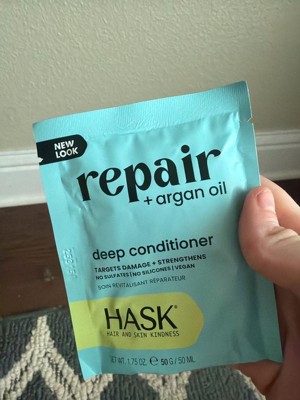 NEW
LOOK
repair
+ argan oil
deep conditioner
TARGETS DAMAGE + STRENGTHENS
NO SULFATES | NO SILICONES | VEGAN
SOIN REVITALISANT RÉPARATEUR
HASK®
HAIR AND SKIN KINDNESS
NET WT. 1.75 OZ. ℮ 50 G / 50 ML